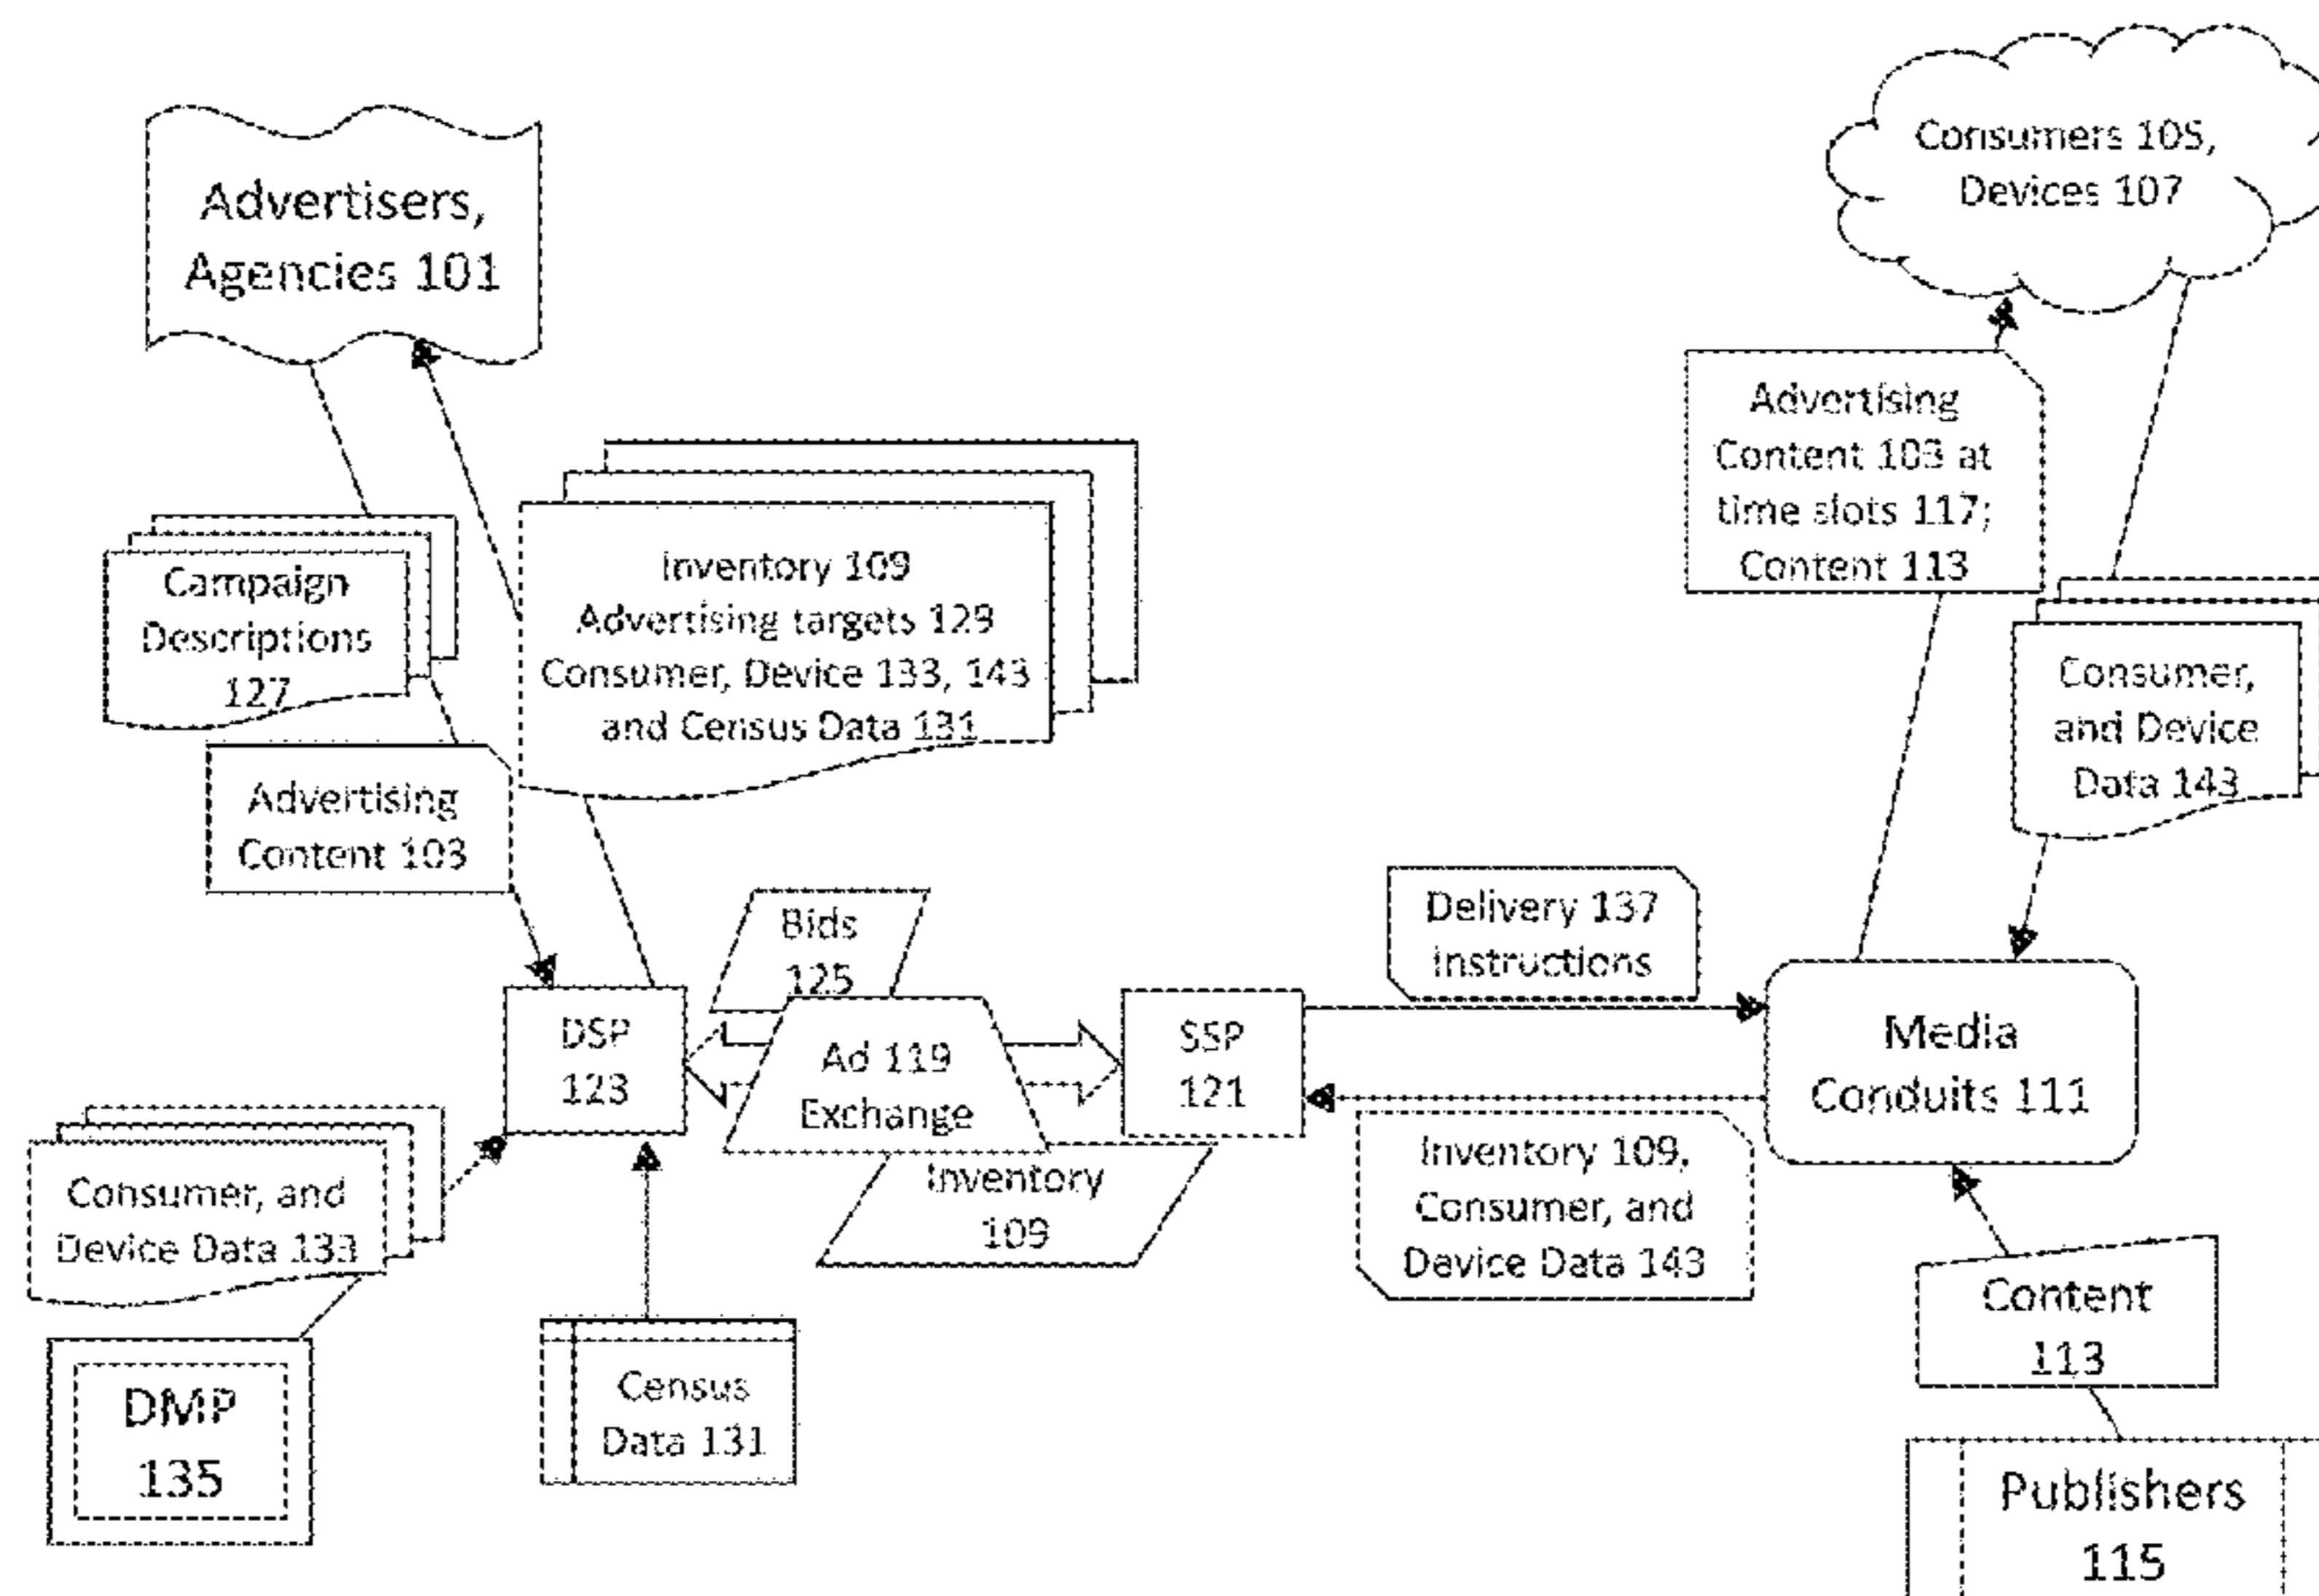 Advertisers,
Agencies 101
Consumers 105,
Devices 107
Advertising
Content 103 at
time slots 117;
Content 113
Campaign
Descriptions
127
Inventory 109
Advertising targets 129
Consumer, Device 133, 143
and Census Data 131
Consumer,
and Device
Data 143
Advertising
Content 103
Bids
125
Delivery 137
instructions
DSP
123
Ad 119
Exchange
SSP
121
Media
Conduits 111
Consumer, and
Device Data 133
Inventory
109
Inventory 109,
Consumer, and
Device Data 143
Content
113
DMP
135
Census
Data 131
Publishers
115